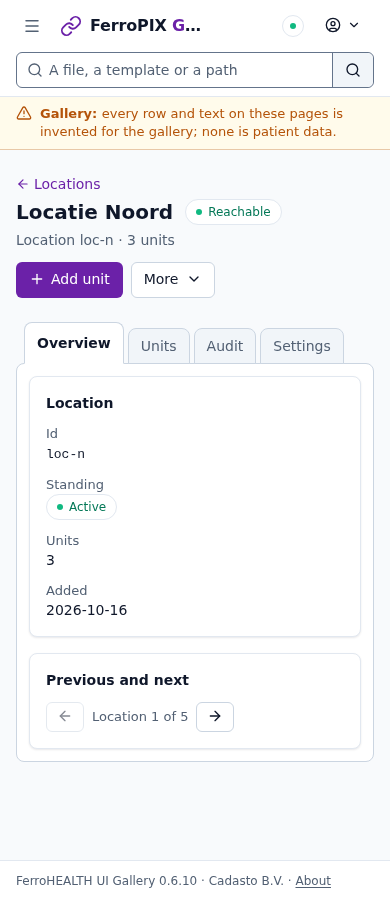 FerroPIX G...
A file, a template or a path
Gallery: every row and text on these pages is
invented for the gallery; none is patient data.
← Locations
Locatie Noord
Reachable
Location loc-n · 3 units
+ Add unit
More
Overview
Units
Audit
Settings
Location
Id
loc-n
Standing
Active
Units
3
Added
2026-10-16
Previous and next
← Location 1 of 5 →
FerroHEALTH UI Gallery 0.6.10 · Cadasto B.V. · About